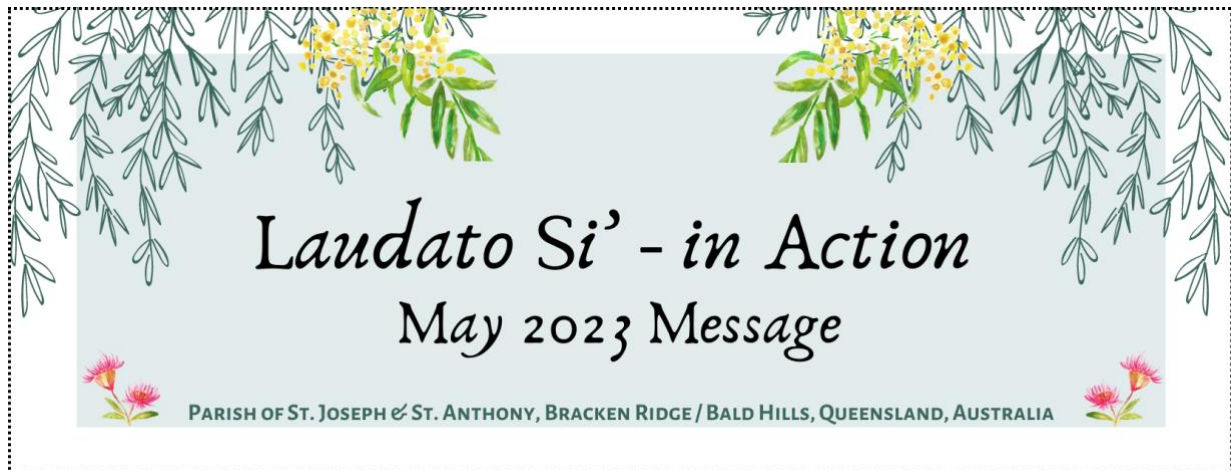 Laudato Si’ - in Action
May 2023 Message
PARISH OF ST. JOSEPH & ST. ANTHONY, BRACKEN RIDGE / BALD HILLS, QUEENSLAND, AUSTRALIA